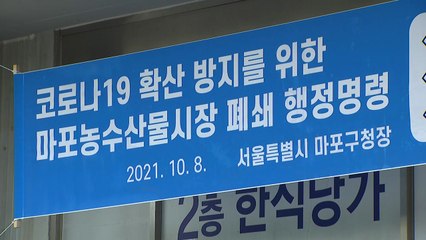 코로나19 확산 방지를 위한
마포농수산물시장 폐쇄 행정명령
2021. 10. 8. 서울특별시 마포구청장
2층 한식당가